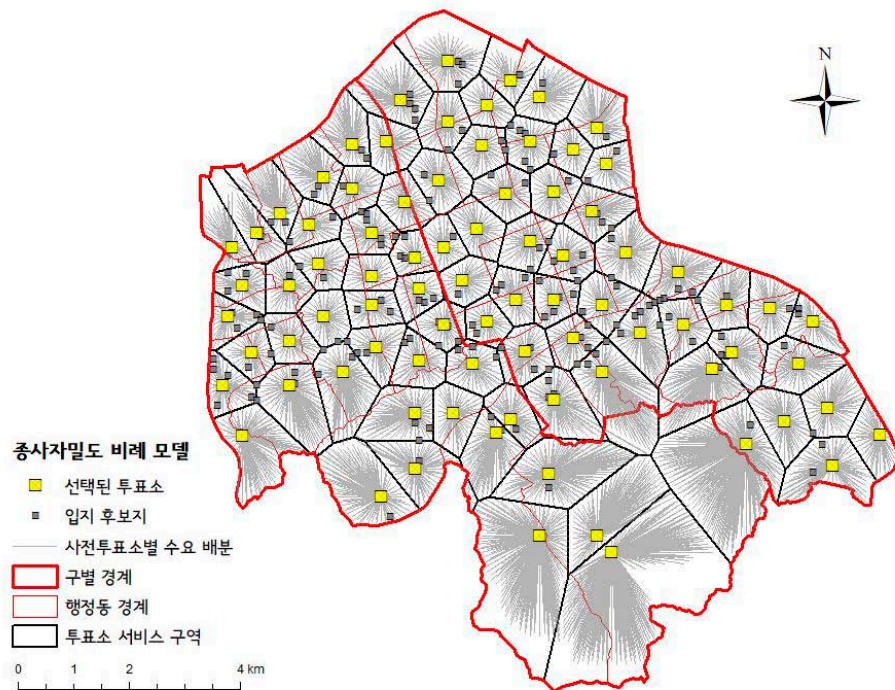 N
종사자밀도 비례 모델
선택된 투표소
입지 후보지
사전투표소별 수요 배분
구별 경계
행정동 경계
투표소 서비스 구역
0 1 2 4 km